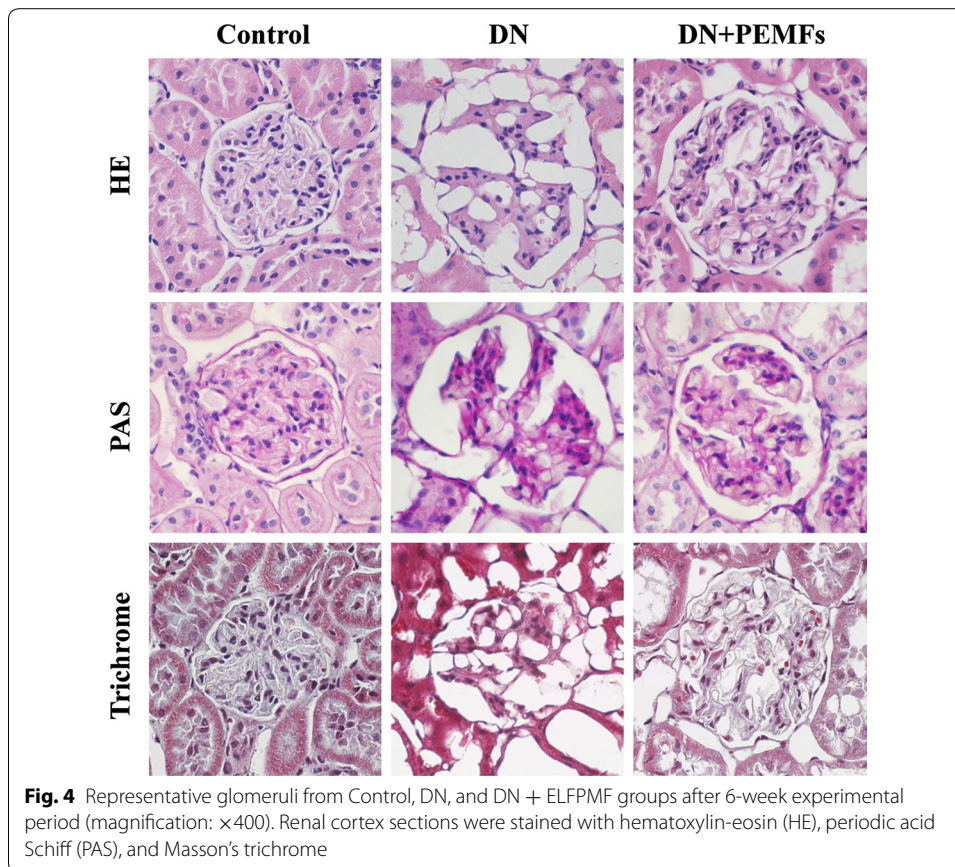 Control DN DN+PEMFs
HE
PAS
Trichrome
Fig. 4 Representative glomeruli from Control, DN, and DN + ELFPMF groups after 6-week experimental
period (magnification: ×400). Renal cortex sections were stained with hematoxylin-eosin (HE), periodic acid
Schiff (PAS), and Masson's trichrome